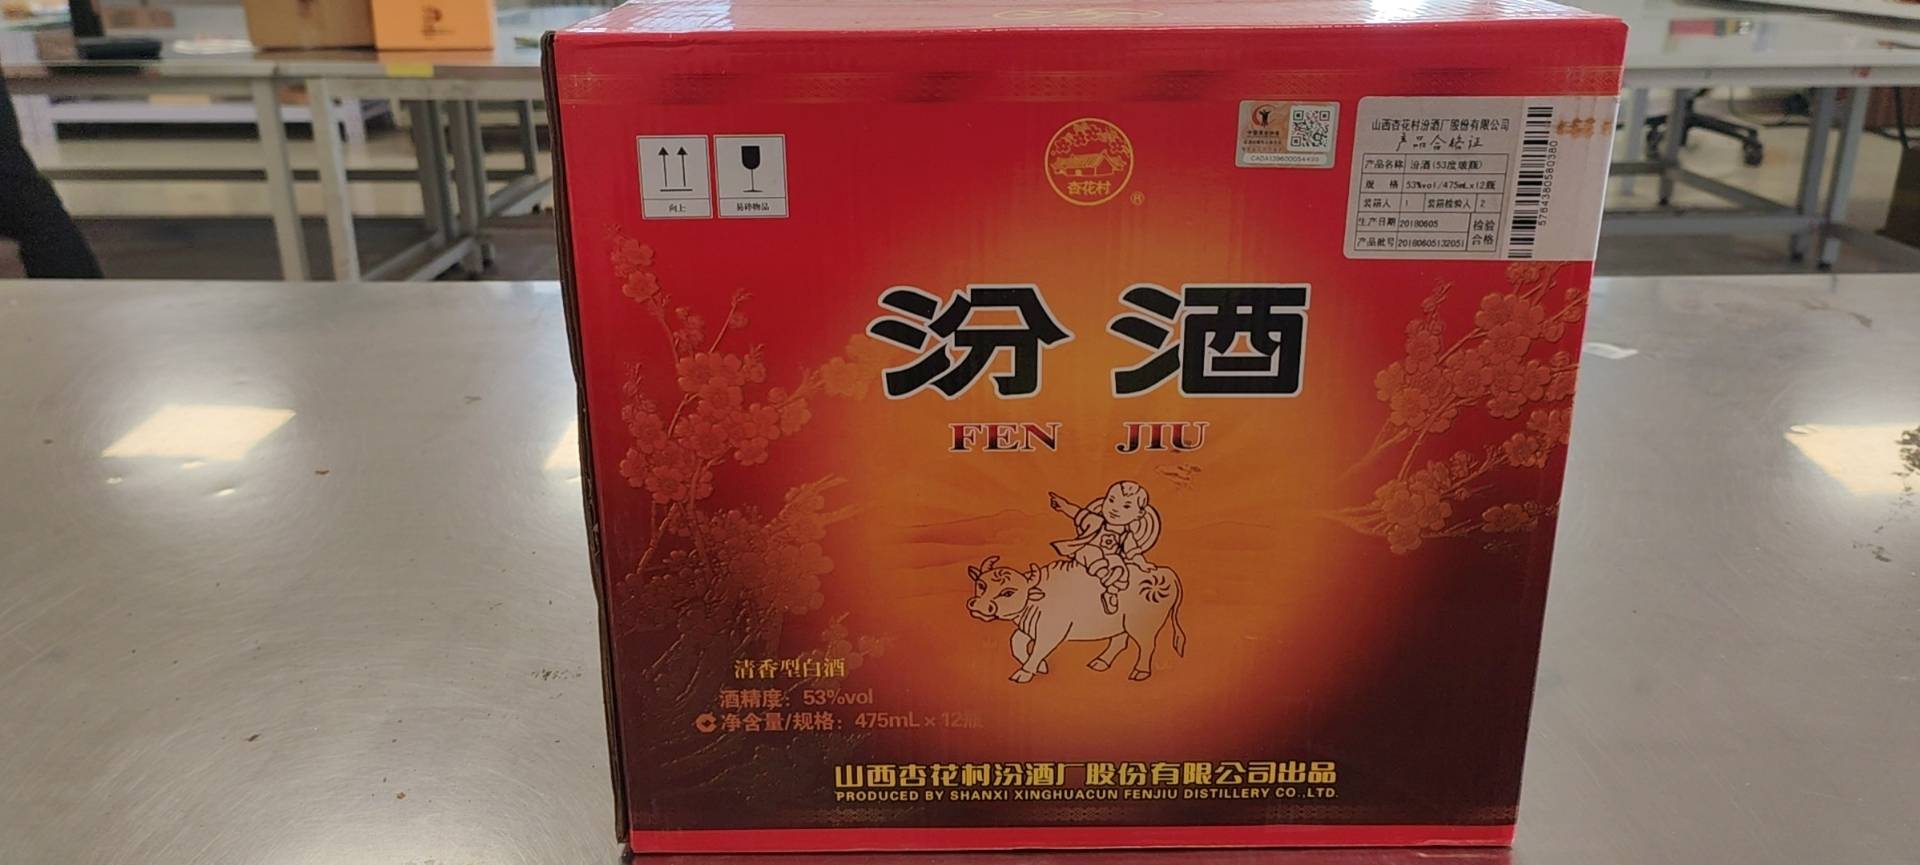 杏花村
®
向上
易碎物品
CADA139600054499
山西杏花村汾酒厂股份有限公司
产品合格证
产品名称 汾酒(53度玻瓶)
规 格 53%vol/475mL×12瓶
装箱人 1 装箱检验人 2
生产日期 20180605 检验
产品批号 20180605132051 合格
5784380580380
汾酒
FEN JIU
清香型白酒
酒精度: 53%vol
净含量/规格: 475mL×12瓶
山西杏花村汾酒厂股份有限公司出品
PRODUCED BY SHANXI XINGHUACUN FENJIU DISTILLERY CO.,LTD.